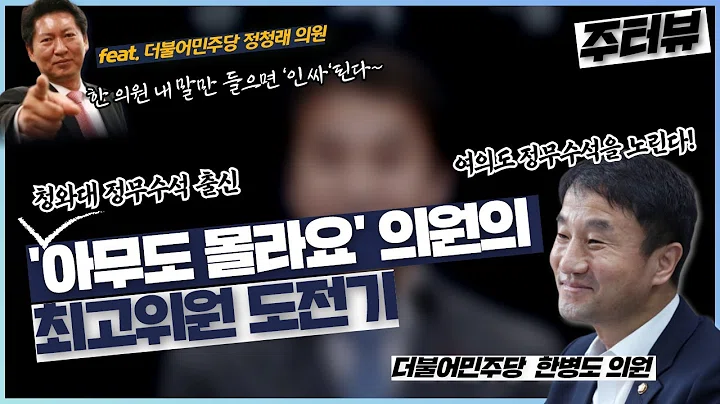 feat. 더불어민주당 정청래 의원
한 의원 내 말만 들으면 '인싸'된다~
주터뷰
여의도 정무수석을 노린다!
청와대 정무수석 출신
'아무도 몰라요' 의원의
최고위원 도전기
더불어민주당 한병도 의원